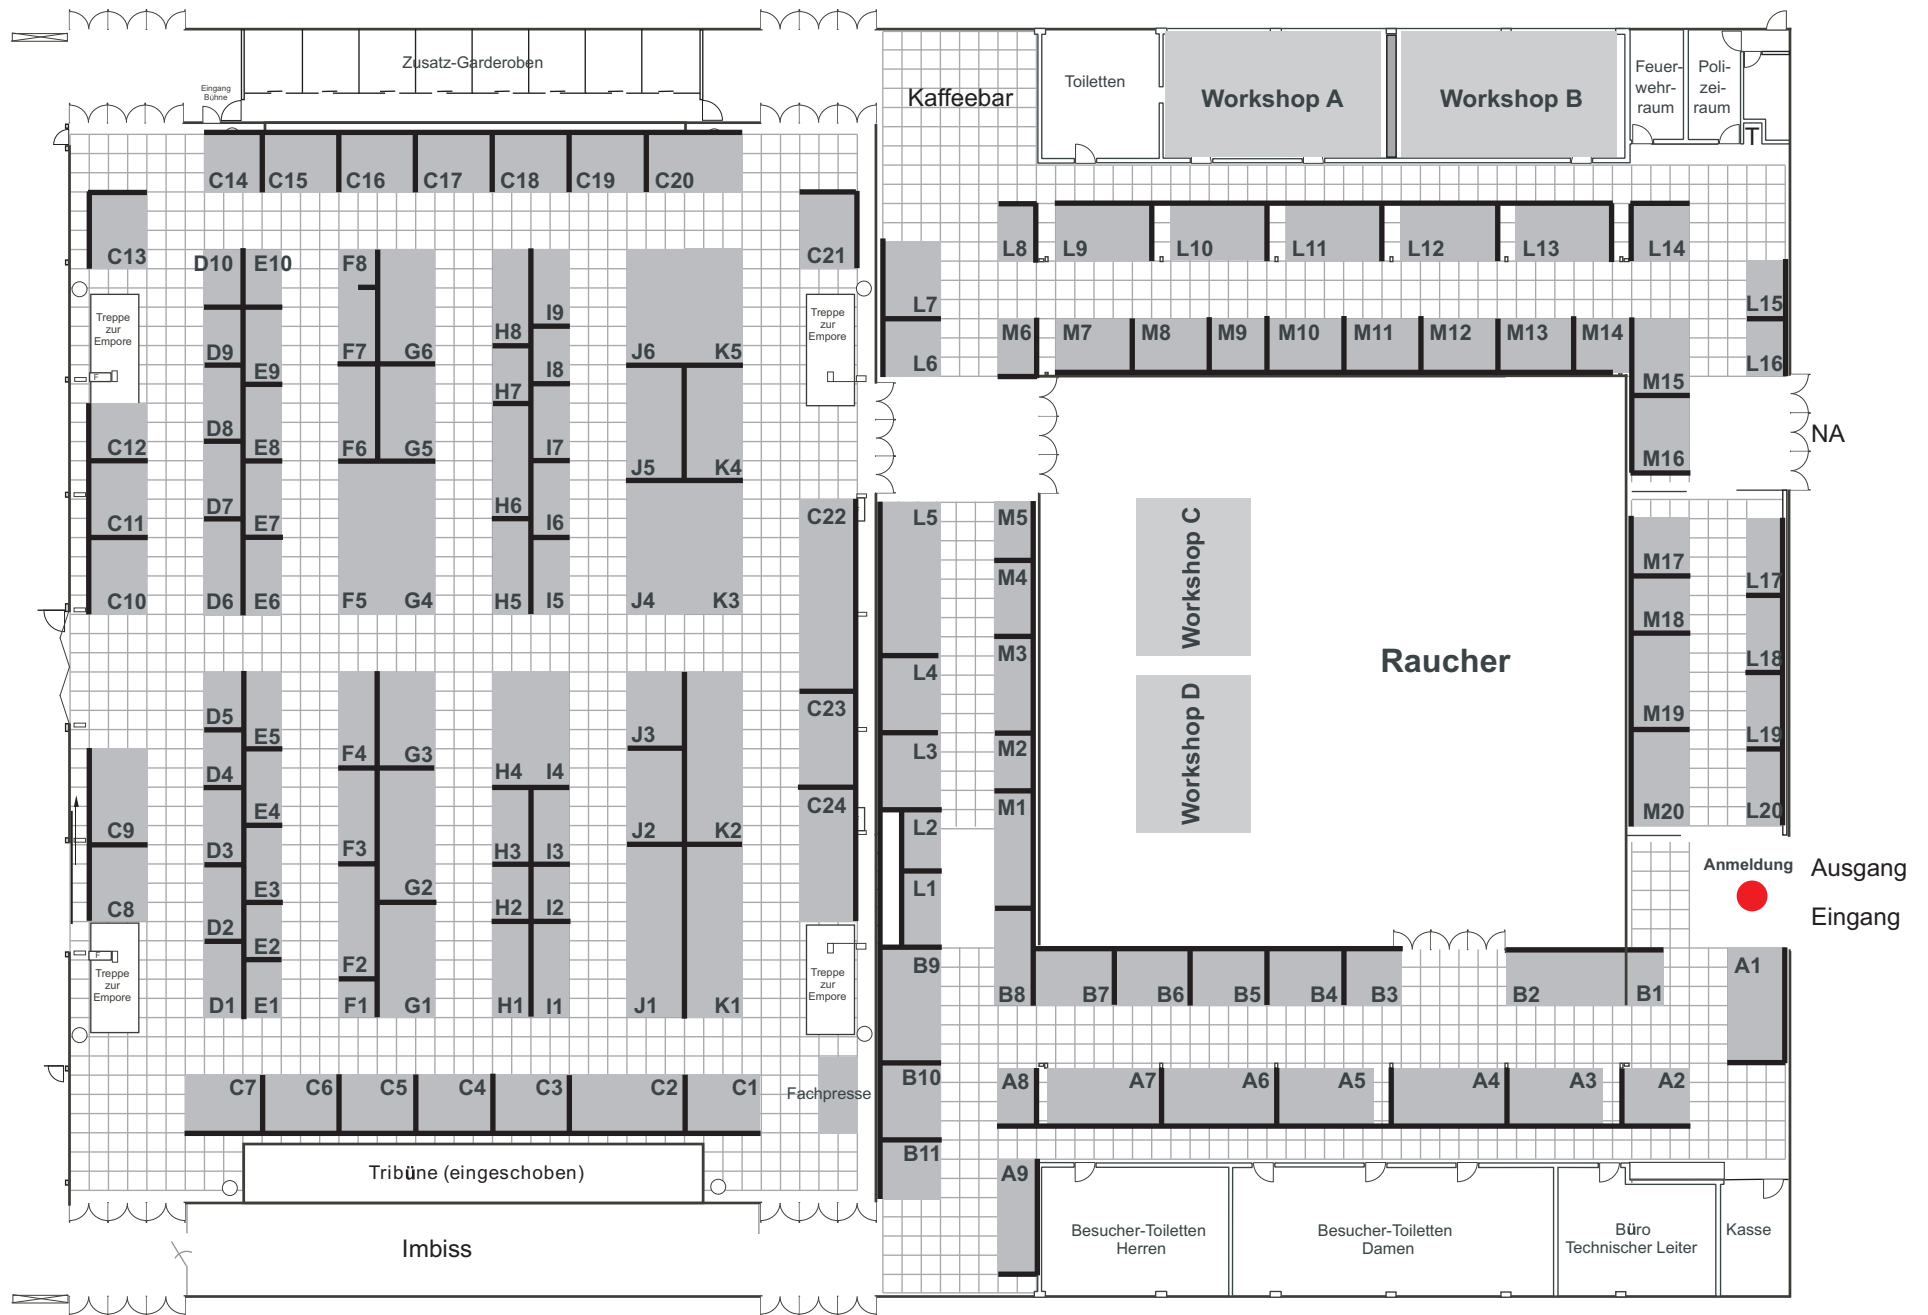 Zusatz-Garderoben
Eingang
Bühne
Kaffeebar
Toiletten
Workshop A
Workshop B
Feuer-
wehr-
raum
Poli-
zei-
raum
T
C14
C15
C16
C17
C18
C19
C20
C13
C21
D10
E10
F8
L8
L9
L10
L11
L12
L13
L14
L7
L15
Treppe
zur
Empore
F
D9
E9
F7
G6
H8
I9
I8
H7
J6
K5
Treppe
zur
Empore
L6
M6
M7
M8
M9
M10
M11
M12
M13
M14
M15
L16
C12
D8
E8
F6
G5
I7
J5
K4
M16
NA
C11
D7
E7
H6
I6
C22
L5
M5
Workshop C
M17
L17
C10
D6
E6
F5
G4
H5
I5
J4
K3
M4
M18
L4
M3
Raucher
L18
D5
E5
F4
G3
J3
C23
L3
M2
Workshop D
M19
L19
D4
E4
H4
I4
C24
M1
M20
L20
C9
D3
E3
F3
G2
H3
I3
J2
K2
L2
Anmeldung
Ausgang
Eingang
C8
D2
E2
F2
H2
I2
L1
F
Treppe
zur
Empore
D1
E1
F1
G1
H1
I1
J1
K1
Treppe
zur
Empore
B9
B8
B7
B6
B5
B4
B3
B2
B1
A1
C7
C6
C5
C4
C3
C2
C1
Fachpresse
B10
A8
A7
A6
A5
A4
A3
A2
B11
A9
Tribüne (eingeschoben)
Imbiss
Besucher-Toiletten
Herren
Besucher-Toiletten
Damen
Büro
Technischer Leiter
Kasse